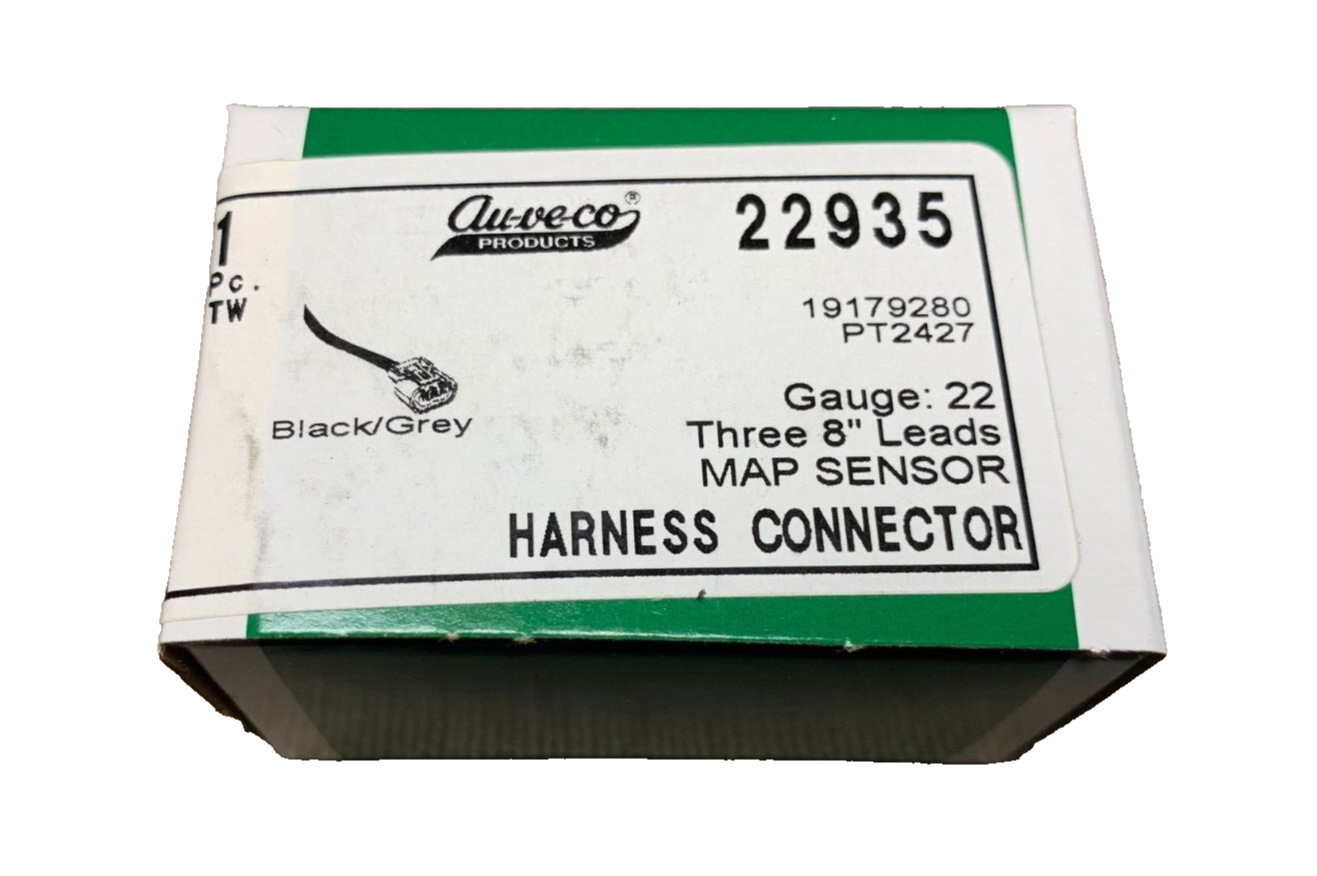 au-ve-co®
PRODUCTS
22935
1
Pc.
TW
19179280
PT2427
Black/Grey
Gauge: 22
Three 8" Leads
MAP SENSOR
HARNESS CONNECTOR